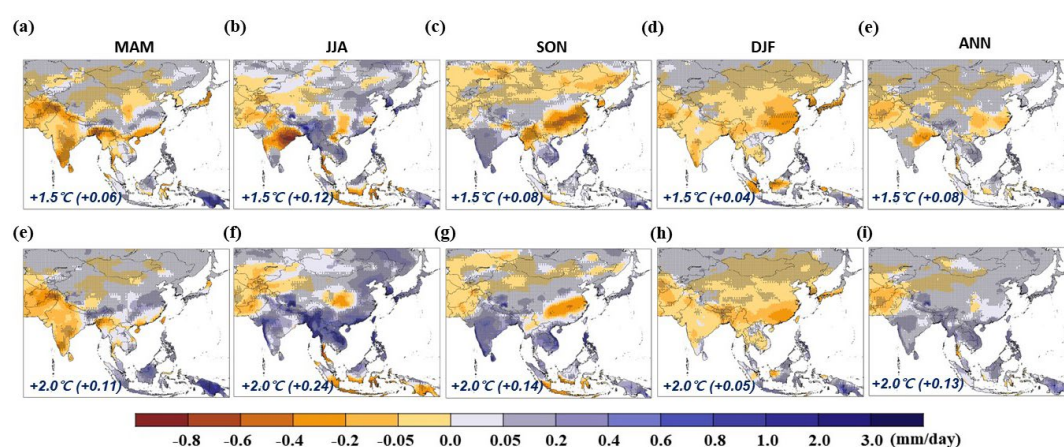 (a) (b) (c) (d) (e)
MAM JJA SON DJF ANN
+1.5℃ (+0.06) +1.5℃ (+0.12) +1.5℃ (+0.08) +1.5℃ (+0.04) +1.5℃ (+0.08)
(e) (f) (g) (h) (i)
+2.0℃ (+0.11) +2.0℃ (+0.24) +2.0℃ (+0.14) +2.0℃ (+0.05) +2.0℃ (+0.13)
-0.8 -0.6 -0.4 -0.2 -0.05 0.0 0.05 0.2 0.4 0.6 0.8 1.0 2.0 3.0 (mm/day)